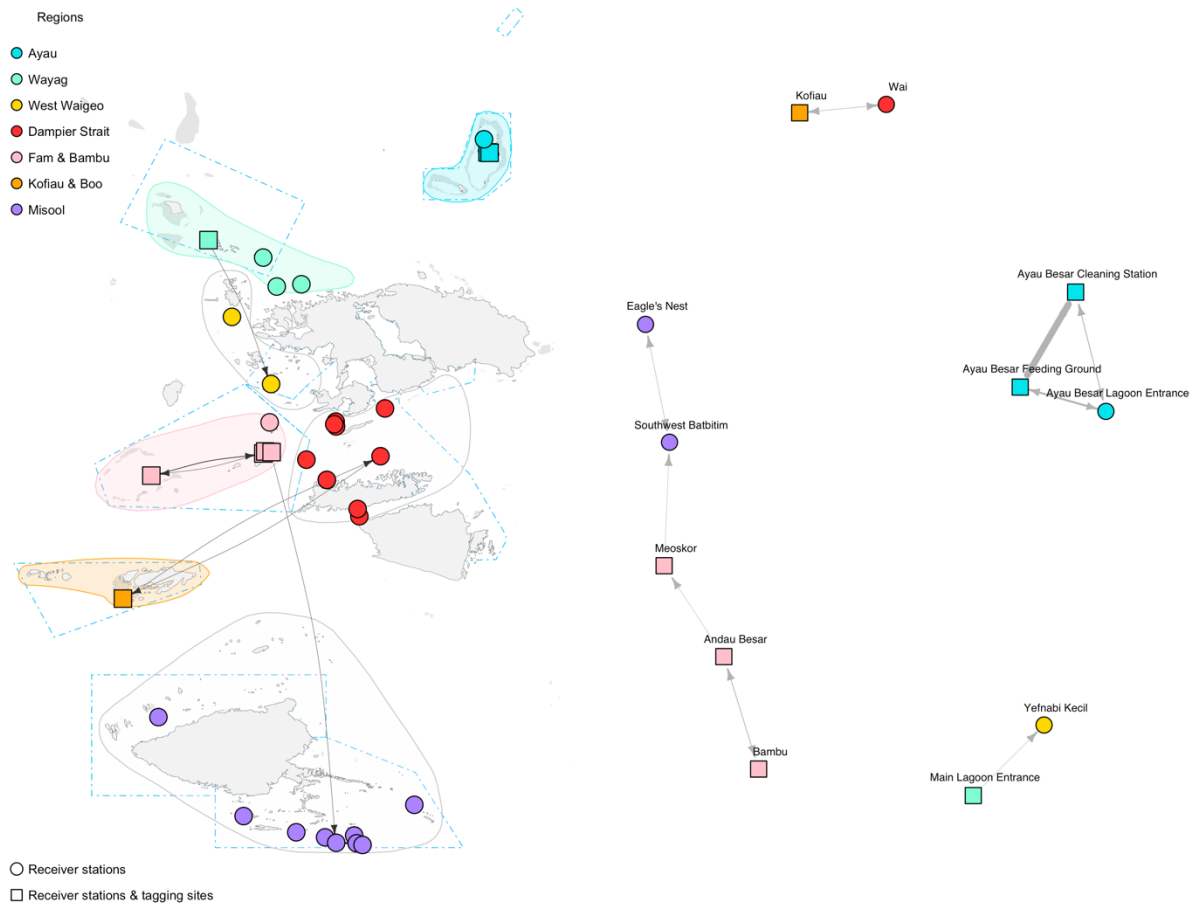 Regions
Ayau
Wayag
West Waigeo
Dampier Strait
Fam & Bambu
Kofiau & Boo
Misool
Receiver stations
Receiver stations & tagging sites
Kofiau
Wai
Ayau Besar Cleaning Station
Eagle's Nest
Ayau Besar Feeding Ground
Ayau Besar Lagoon Entrance
Southwest Batbitim
Meoskor
Andau Besar
Yefnabi Kecil
Bambu
Main Lagoon Entrance